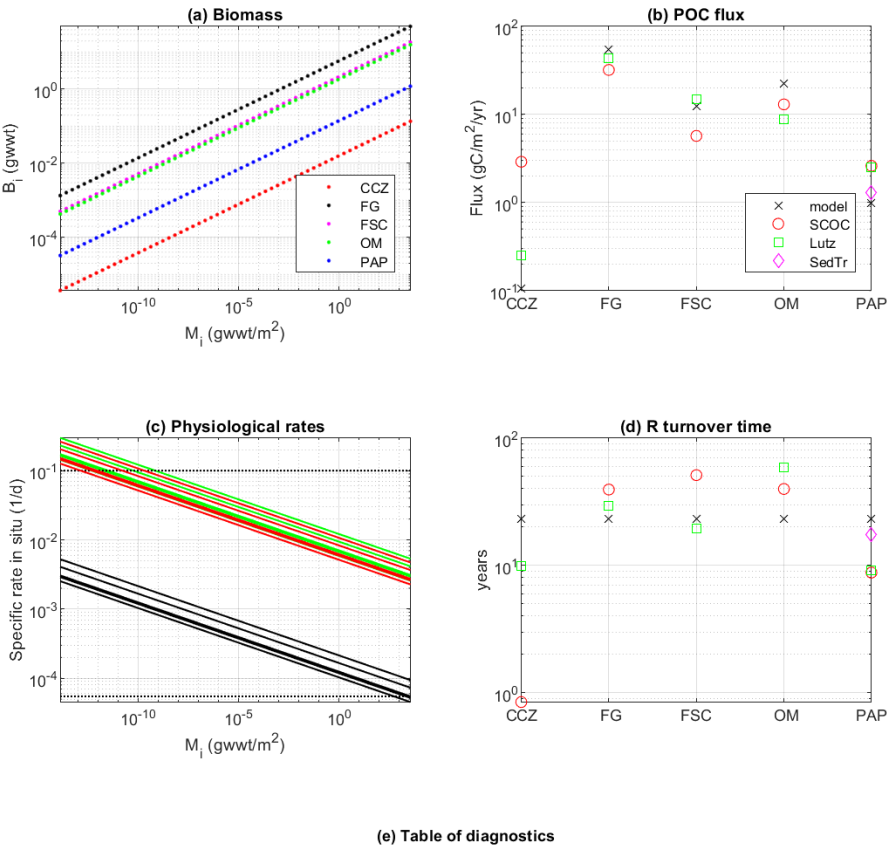 (a) Biomass
B_i (gwwt)
10^0
10^-2
10^-4
10^-10
10^-5
10^0
M_i (gwwt/m^2)
CCZ
FG
FSC
OM
PAP
(b) POC flux
Flux (gC/m^2/yr)
10^2
10^1
10^0
10^-1
CCZ
FG
FSC
OM
PAP
model
SCOC
Lutz
SedTr
(c) Physiological rates
Specific rate in situ (1/d)
10^-1
10^-2
10^-3
10^-4
10^-10
10^-5
10^0
M_i (gwwt/m^2)
(d) R turnover time
years
10^2
10^1
10^0
CCZ
FG
FSC
OM
PAP
(e) Table of diagnostics